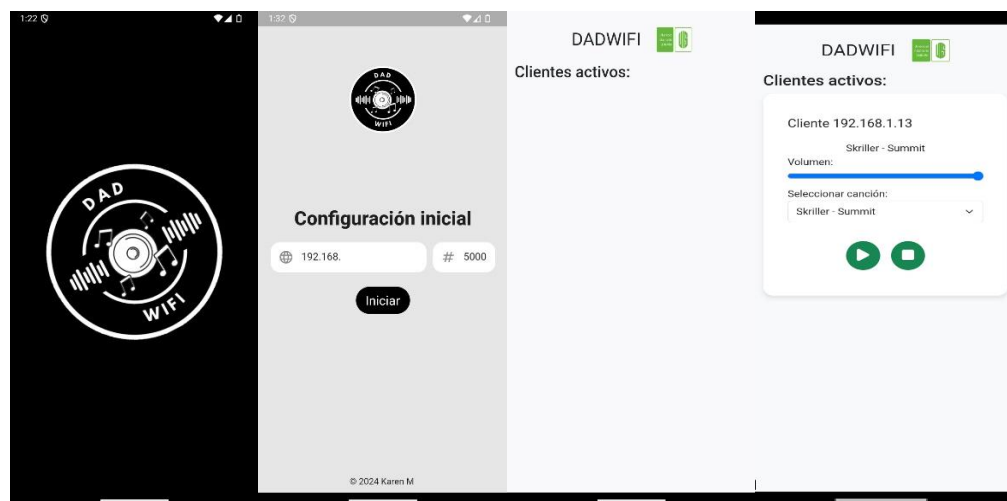 1:22
DAD
WIFI
1:32
DAD
WIFI
Configuración inicial
192.168.
# 5000
Iniciar
© 2024 Karen M
DADWIFI
Clientes activos:
DADWIFI
Clientes activos:
Cliente 192.168.1.13
Skriller - Summit
Volumen:
Seleccionar canción:
Skriller - Summit